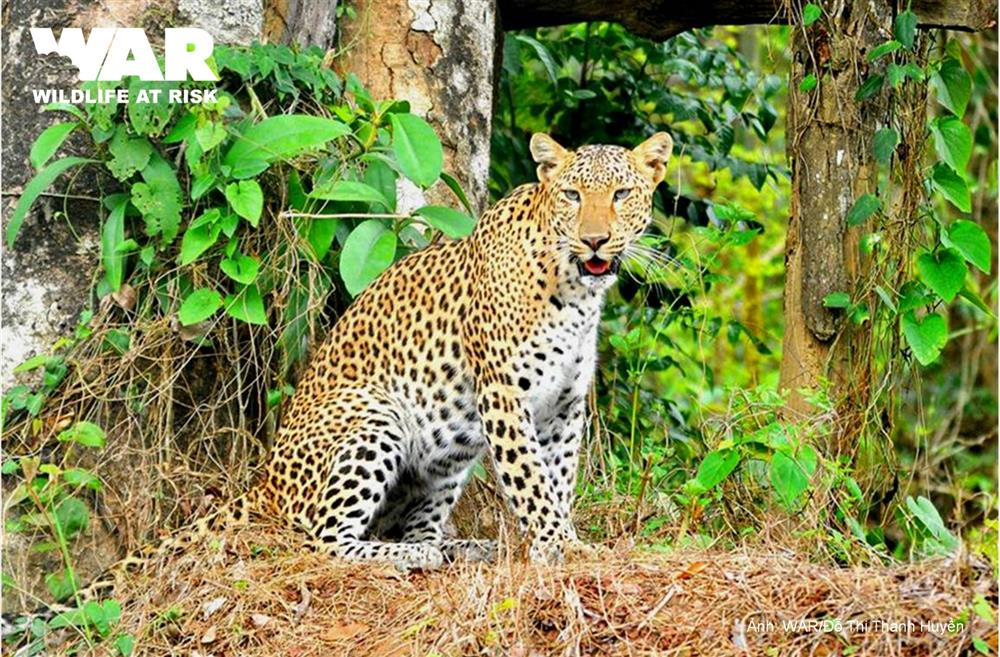 WAR
WILDLIFE AT RISK
Ảnh: WAR/Đỗ Thị Thanh Huyền